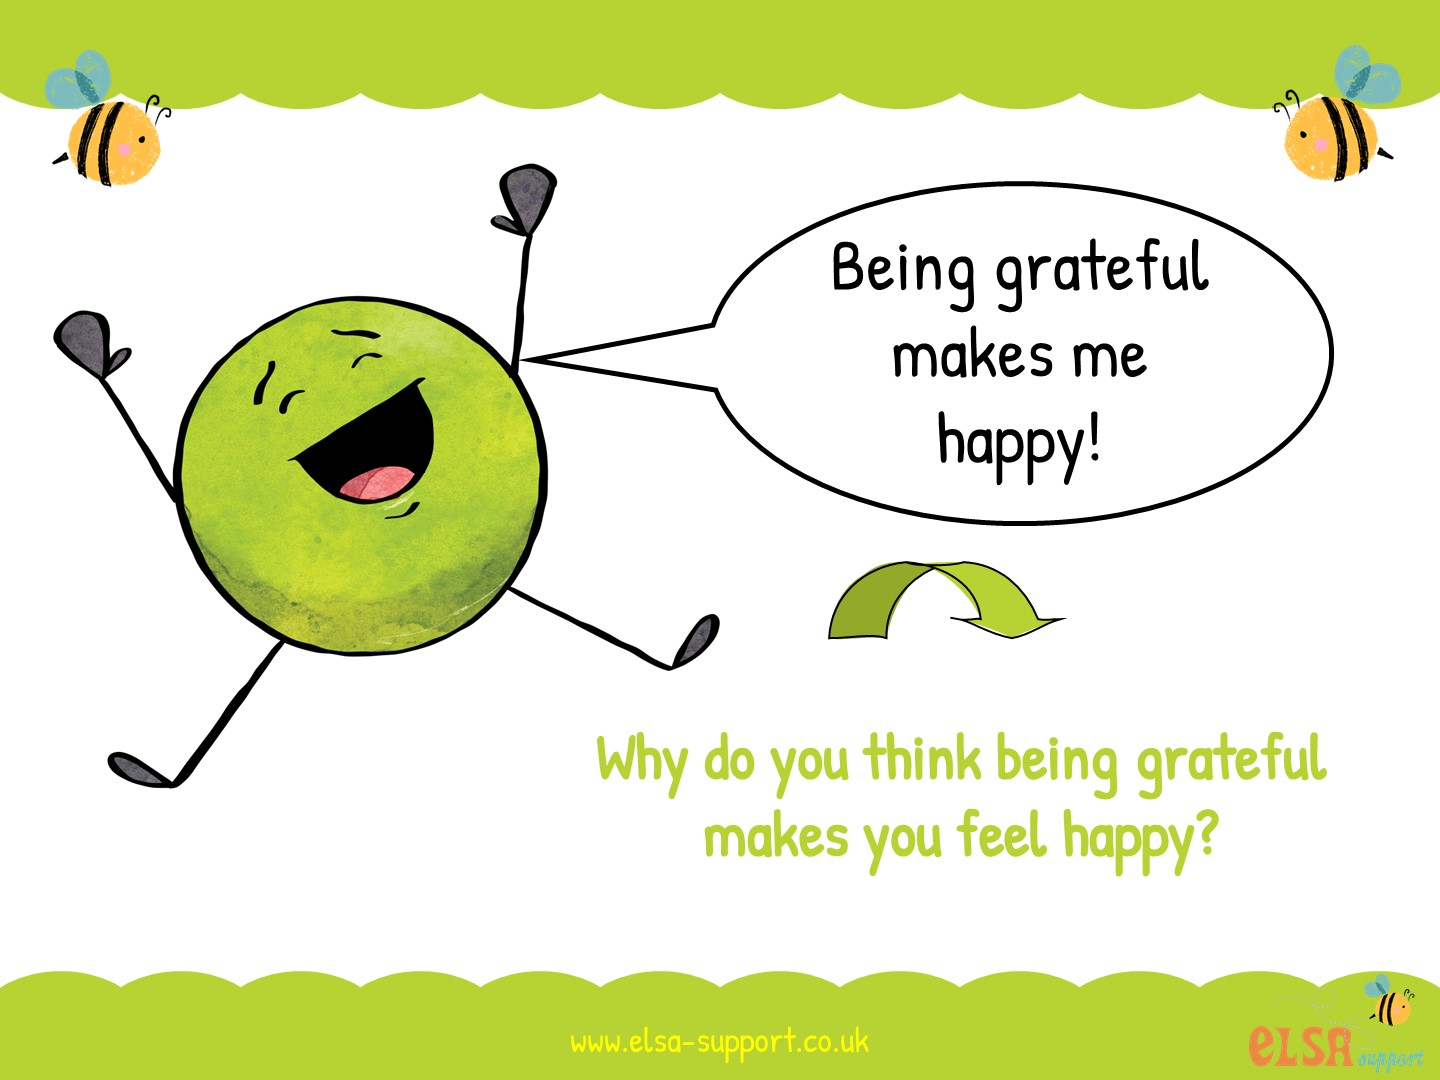 Being grateful
makes me
happy!
Why do you think being grateful
makes you feel happy?
www.elsa-support.co.uk
ELSA support